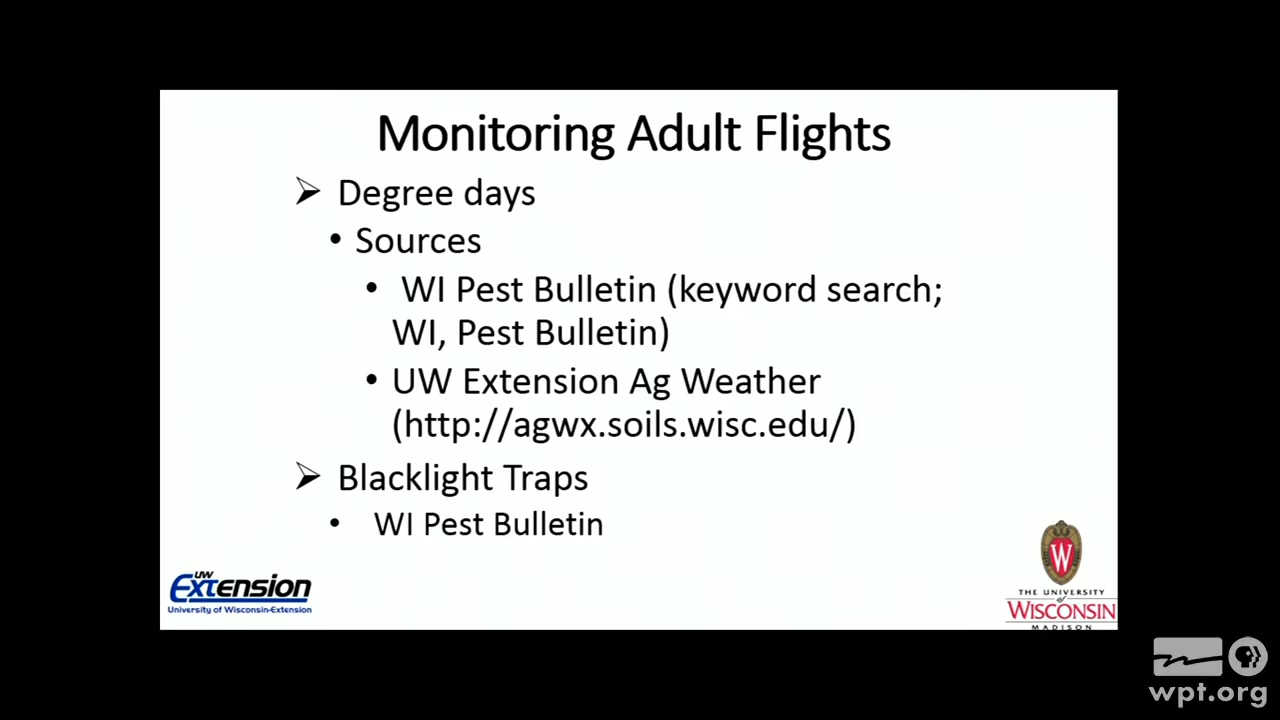 Monitoring Adult Flights
➢ Degree days
• Sources
• WI Pest Bulletin (keyword search;
WI, Pest Bulletin)
• UW Extension Ag Weather
(http://agwx.soils.wisc.edu/)
➢ Blacklight Traps
• WI Pest Bulletin
UW
Extension
University of Wisconsin-Extension
W
THE UNIVERSITY
of
WISCONSIN
MADISON
PBS
wpt.org